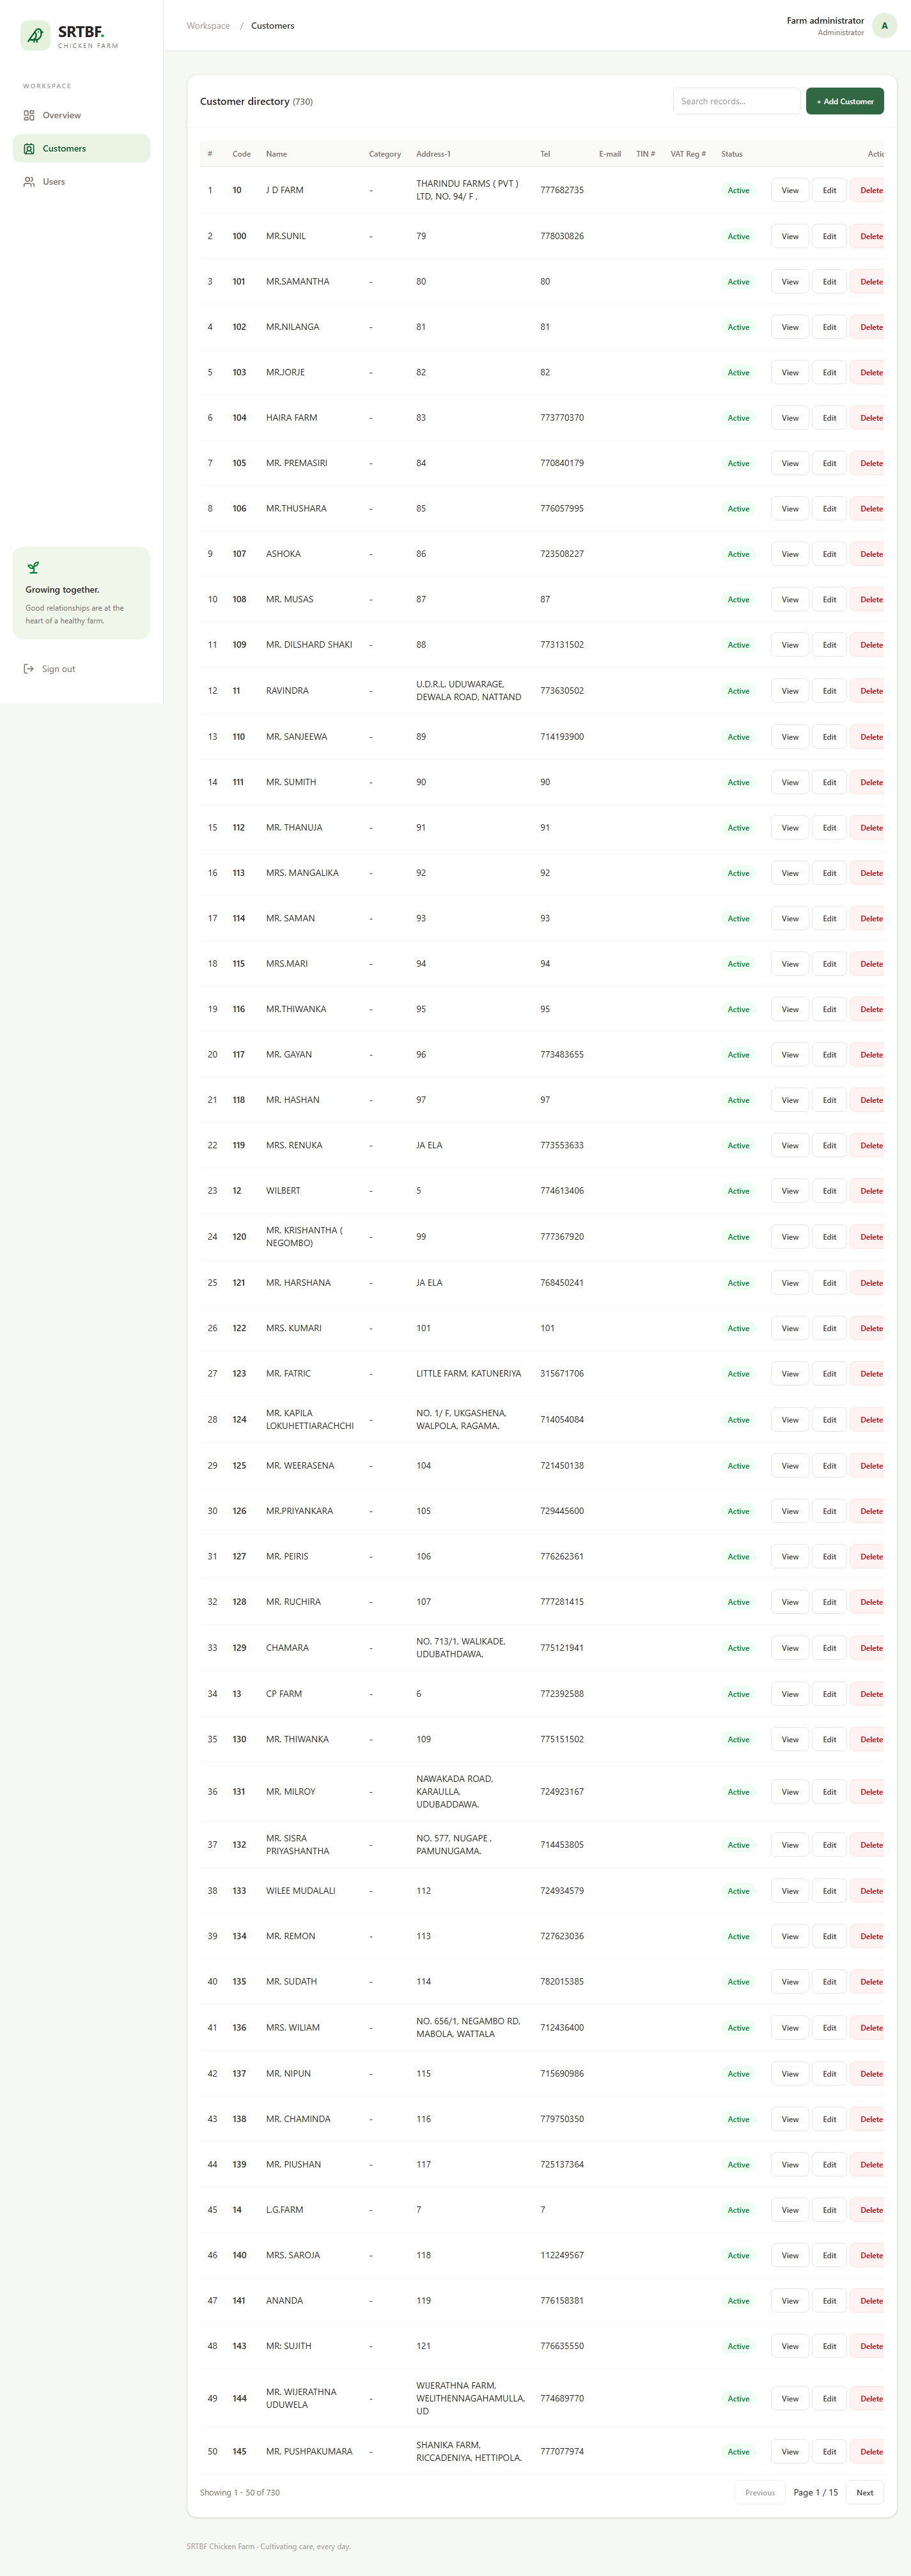 SRTBF.
CHICKEN FARM
WORKSPACE
Overview
Customers
Users
Growing together.
Good relationships are at the
heart of a healthy farm.
Sign out
Workspace / Customers
Farm administrator
Administrator
A
Customer directory (730)
Search records...
+ Add Customer
# Code Name Category Address-1 Tel E-mail TIN # VAT Reg # Status Actic
1 10 J D FARM - THARINDU FARMS ( PVT ) 777682735 Active View Edit Delete
LTD, NO. 94/ F .
2 100 MR.SUNIL - 79 778030826 Active View Edit Delete
3 101 MR.SAMANTHA - 80 80 Active View Edit Delete
4 102 MR.NILANGA - 81 81 Active View Edit Delete
5 103 MR.JORJE - 82 82 Active View Edit Delete
6 104 HAIRA FARM - 83 773770370 Active View Edit Delete
7 105 MR. PREMASIRI - 84 770840179 Active View Edit Delete
8 106 MR.THUSHARA - 85 776057995 Active View Edit Delete
9 107 ASHOKA - 86 723508227 Active View Edit Delete
10 108 MR. MUSAS - 87 87 Active View Edit Delete
11 109 MR. DILSHARD SHAKI - 88 773131502 Active View Edit Delete
12 11 RAVINDRA - U.D.R.L. UDUWARAGE, 773630502 Active View Edit Delete
DEWALA ROAD, NATTAND
13 110 MR. SANJEEWA - 89 714193900 Active View Edit Delete
14 111 MR. SUMITH - 90 90 Active View Edit Delete
15 112 MR. THANUJA - 91 91 Active View Edit Delete
16 113 MRS. MANGALIKA - 92 92 Active View Edit Delete
17 114 MR. SAMAN - 93 93 Active View Edit Delete
18 115 MRS.MARI - 94 94 Active View Edit Delete
19 116 MR.THIWANKA - 95 95 Active View Edit Delete
20 117 MR. GAYAN - 96 773483655 Active View Edit Delete
21 118 MR. HASHAN - 97 97 Active View Edit Delete
22 119 MRS. RENUKA - JA ELA 773553633 Active View Edit Delete
23 12 WILBERT - 5 774613406 Active View Edit Delete
24 120 MR. KRISHANTHA ( - 99 777367920 Active View Edit Delete
NEGOMBO)
25 121 MR. HARSHANA - JA ELA 768450241 Active View Edit Delete
26 122 MRS. KUMARI - 101 101 Active View Edit Delete
27 123 MR. FATRIC - LITTLE FARM, KATUNERIYA 315671706 Active View Edit Delete
28 124 MR. KAPILA - NO. 1/ F, UKGASHENA, 714054084 Active View Edit Delete
LOKUHETTIARACHCHI WALPOLA, RAGAMA.
29 125 MR. WEERASENA - 104 721450138 Active View Edit Delete
30 126 MR.PRIYANKARA - 105 729445600 Active View Edit Delete
31 127 MR. PEIRIS - 106 776262361 Active View Edit Delete
32 128 MR. RUCHIRA - 107 777281415 Active View Edit Delete
33 129 CHAMARA - NO. 713/1, WALIKADE, 775121941 Active View Edit Delete
UDUBATHDAWA.
34 13 CP FARM - 6 772392588 Active View Edit Delete
35 130 MR. THIWANKA - 109 775151502 Active View Edit Delete
36 131 MR. MILROY - NAWAKADA ROAD, 724923167 Active View Edit Delete
KARAULLA,
UDUBADDAWA.
37 132 MR. SISRA - NO. 577, NUGAPE , 714453805 Active View Edit Delete
PRIYASHANTHA PAMUNUGAMA.
38 133 WILEE MUDALALI - 112 724934579 Active View Edit Delete
39 134 MR. REMON - 113 727623036 Active View Edit Delete
40 135 MR. SUDATH - 114 782015385 Active View Edit Delete
41 136 MRS. WILIAM - NO. 656/1, NEGAMBO RD, 712436400 Active View Edit Delete
MABOLA, WATTALA
42 137 MR. NIPUN - 115 715690986 Active View Edit Delete
43 138 MR. CHAMINDA - 116 779750350 Active View Edit Delete
44 139 MR. PIUSHAN - 117 725137364 Active View Edit Delete
45 14 L.G.FARM - 7 7 Active View Edit Delete
46 140 MRS. SAROJA - 118 112249567 Active View Edit Delete
47 141 ANANDA - 119 776158381 Active View Edit Delete
48 143 MR: SUJITH - 121 776635550 Active View Edit Delete
49 144 MR. WIJERATHNA - WIJERATHNA FARM, 774689770 Active View Edit Delete
UDUWELA WELITHENNAGAHAMULLA,
UD
50 145 MR. PUSHPAKUMARA - SHANIKA FARM, 777077974 Active View Edit Delete
RICCADENIYA, HETTIPOLA.
Showing 1 - 50 of 730
Previous Page 1 / 15 Next
SRTBF Chicken Farm · Cultivating care, every day.